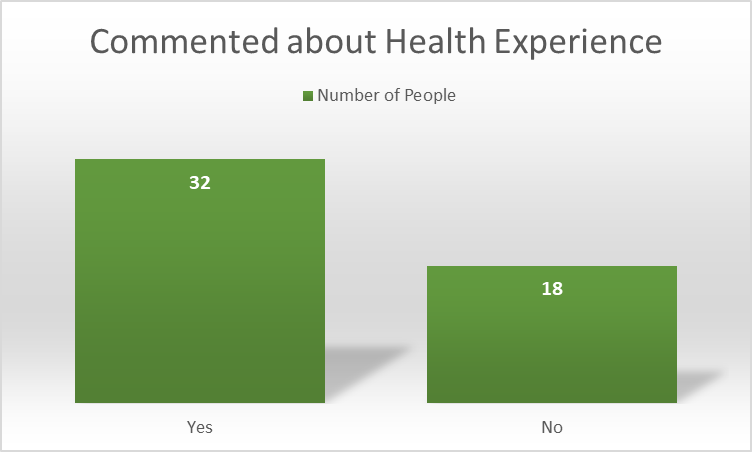 Commented about Health Experience
Number of People
32
18
Yes
No